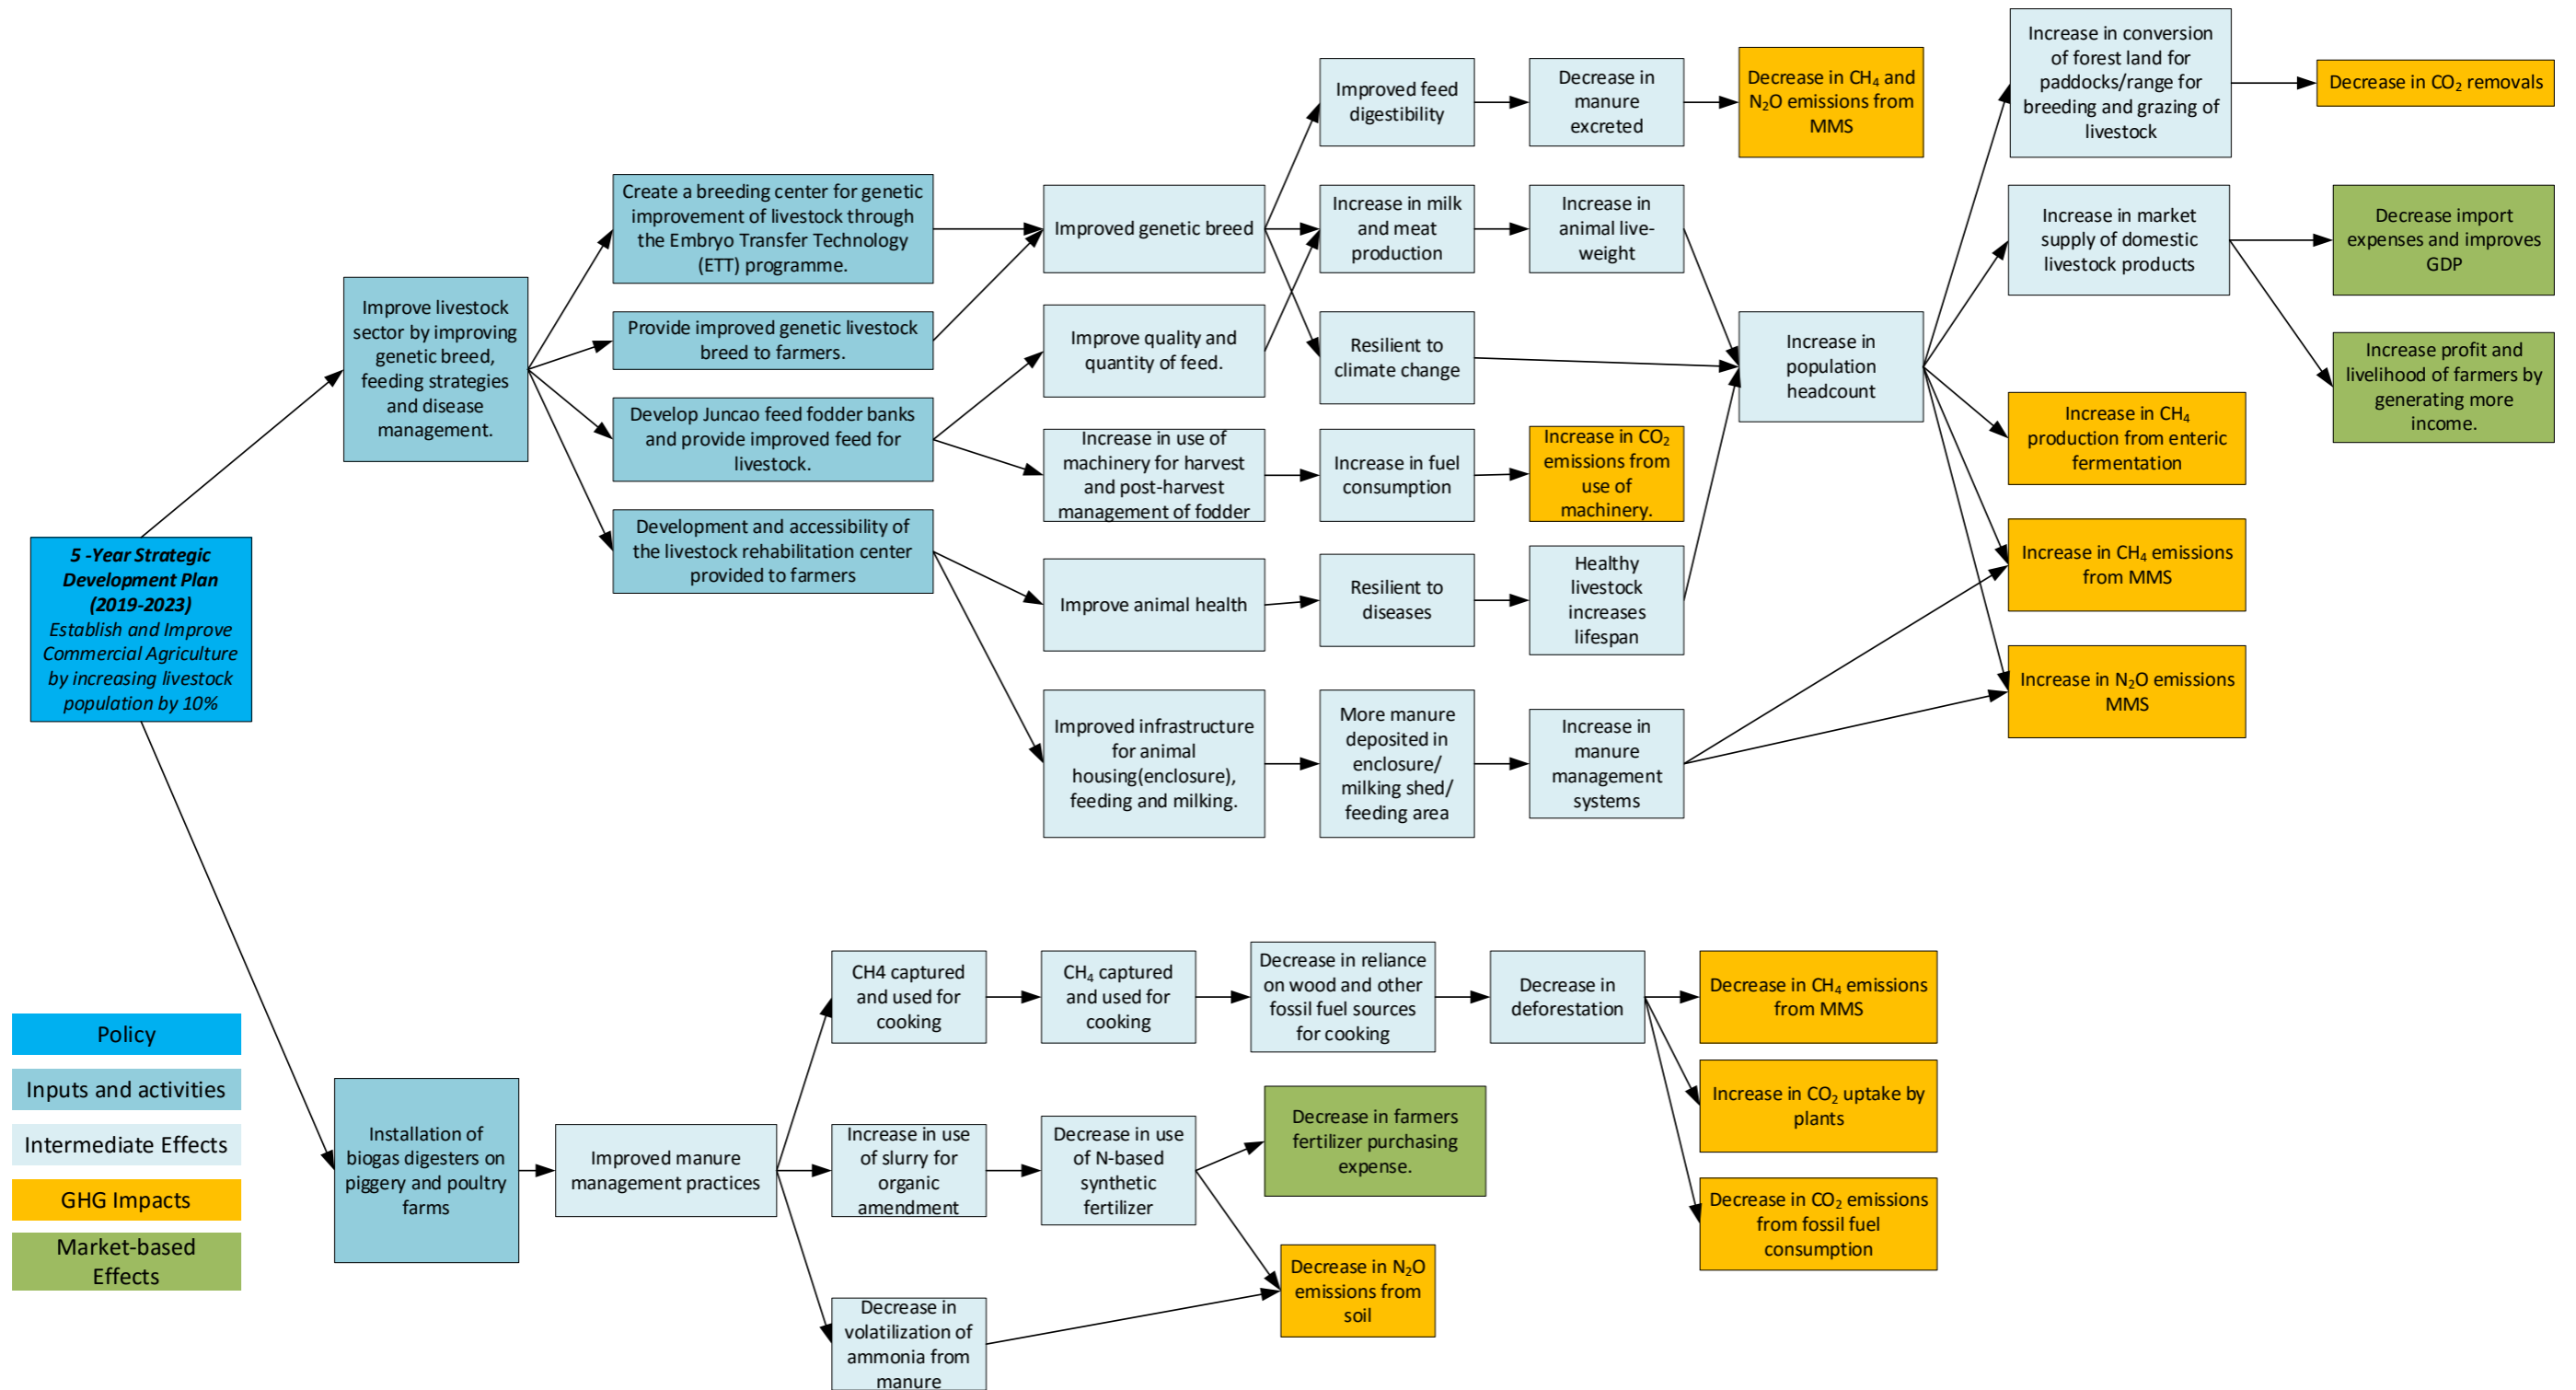 5 -Year Strategic
Development Plan
(2019-2023)
Establish and Improve
Commercial Agriculture
by increasing livestock
population by 10%
Improve livestock
sector by improving
genetic breed,
feeding strategies
and disease
management.
Create a breeding center for genetic
improvement of livestock through
the Embryo Transfer Technology
(ETT) programme.
Provide improved genetic livestock
breed to farmers.
Develop Juncao feed fodder banks
and provide improved feed for
livestock.
Development and accessibility of
the livestock rehabilitation center
provided to farmers
Improved genetic breed
Improve quality and
quantity of feed.
Increase in use of
machinery for harvest
and post-harvest
management of fodder
Improve animal health
Improved infrastructure
for animal
housing(enclosure),
feeding and milking.
Improved feed
digestibility
Increase in milk
and meat
production
Resilient to
climate change
Increase in fuel
consumption
Resilient to
diseases
More manure
deposited in
enclosure/
milking shed/
feeding area
Decrease in
manure
excreted
Increase in
animal live-
weight
Increase in CO₂
emissions from
use of
machinery.
Healthy
livestock
increases
lifespan
Increase in
manure
management
systems
Decrease in CH₄ and
N₂O emissions from
MMS
Increase in
population
headcount
Increase in conversion
of forest land for
paddocks/range for
breeding and grazing of
livestock
Increase in market
supply of domestic
livestock products
Increase in CH₄
production from enteric
fermentation
Increase in CH₄ emissions
from MMS
Increase in N₂O emissions
MMS
Decrease in CO₂ removals
Decrease import
expenses and improves
GDP
Increase profit and
livelihood of farmers by
generating more
income.
Installation of
biogas digesters on
piggery and poultry
farms
Improved manure
management practices
CH4 captured
and used for
cooking
CH₄ captured
and used for
cooking
Decrease in reliance
on wood and other
fossil fuel sources
for cooking
Decrease in
deforestation
Decrease in CH₄ emissions
from MMS
Increase in CO₂ uptake by
plants
Decrease in CO₂ emissions
from fossil fuel
consumption
Increase in use
of slurry for
organic
amendment
Decrease in use
of N-based
synthetic
fertilizer
Decrease in farmers
fertilizer purchasing
expense.
Decrease in N₂O
emissions from
soil
Decrease in
volatilization of
ammonia from
manure
Policy
Inputs and activities
Intermediate Effects
GHG Impacts
Market-based
Effects